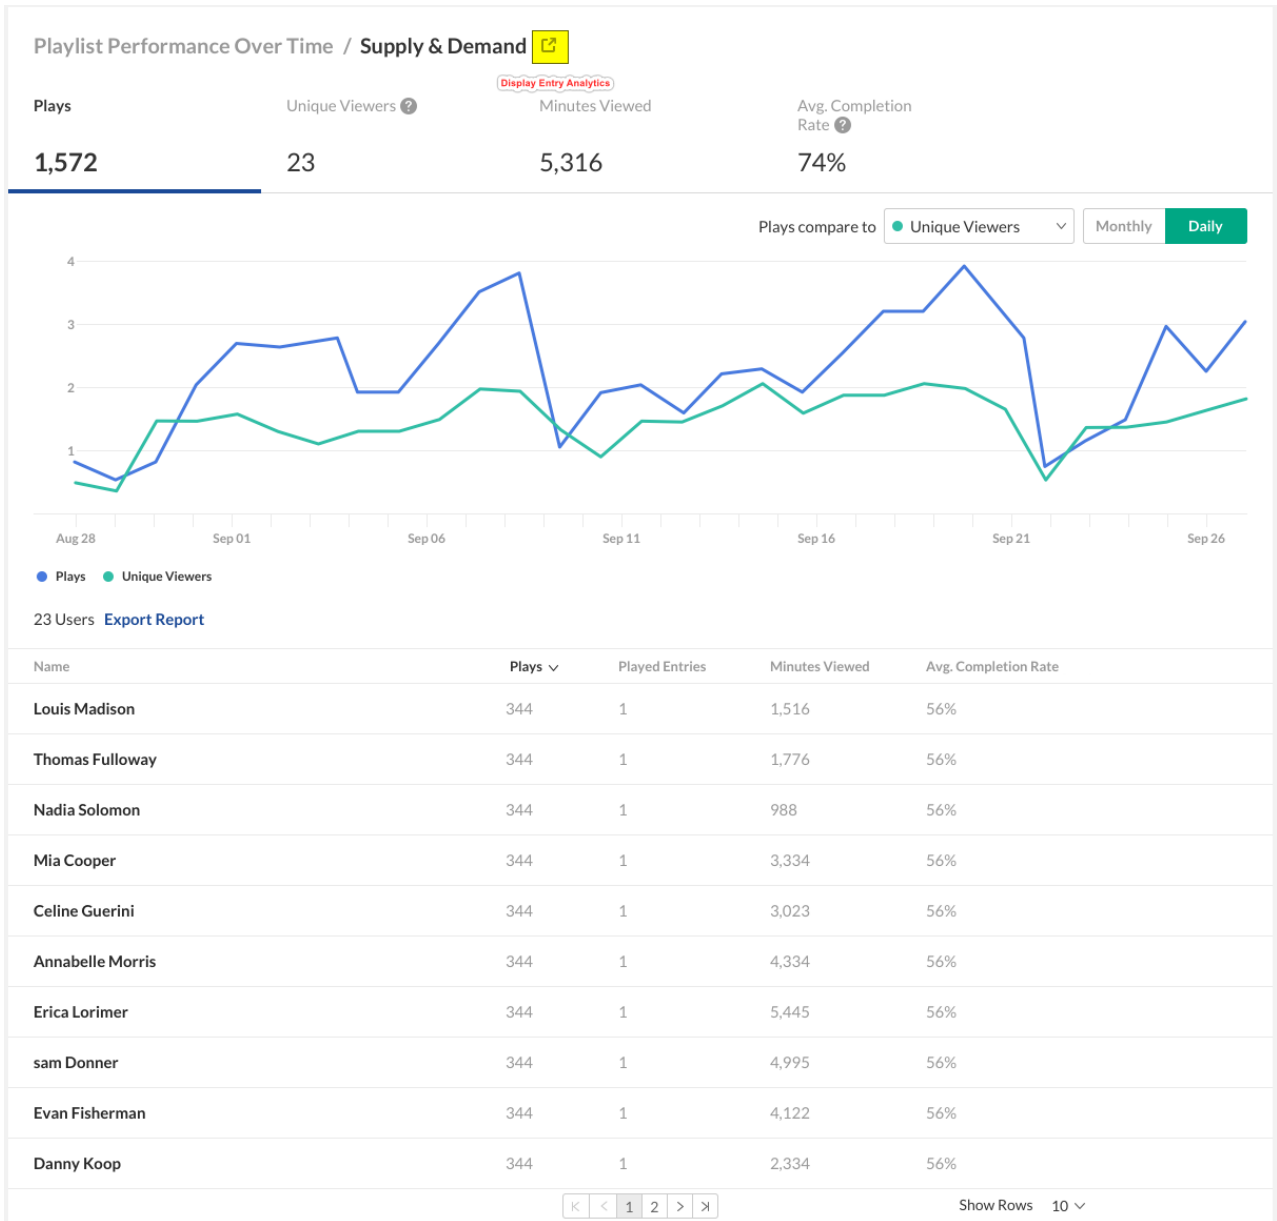 Playlist Performance Over Time / Supply & Demand
Display Entry Analytics
Plays Unique Viewers ? Minutes Viewed Avg. Completion
Rate ?
1,572 23 5,316 74%
Plays compare to Unique Viewers Monthly Daily
4
3
2
1
Aug 28 Sep 01 Sep 06 Sep 11 Sep 16 Sep 21 Sep 26
Plays Unique Viewers
23 Users Export Report
Name Plays Played Entries Minutes Viewed Avg. Completion Rate
Louis Madison 344 1 1,516 56%
Thomas Fulloway 344 1 1,776 56%
Nadia Solomon 344 1 988 56%
Mia Cooper 344 1 3,334 56%
Celine Guerini 344 1 3,023 56%
Annabelle Morris 344 1 4,334 56%
Erica Lorimer 344 1 5,445 56%
sam Donner 344 1 4,995 56%
Evan Fisherman 344 1 4,122 56%
Danny Koop 344 1 2,334 56%
1 2 Show Rows 10